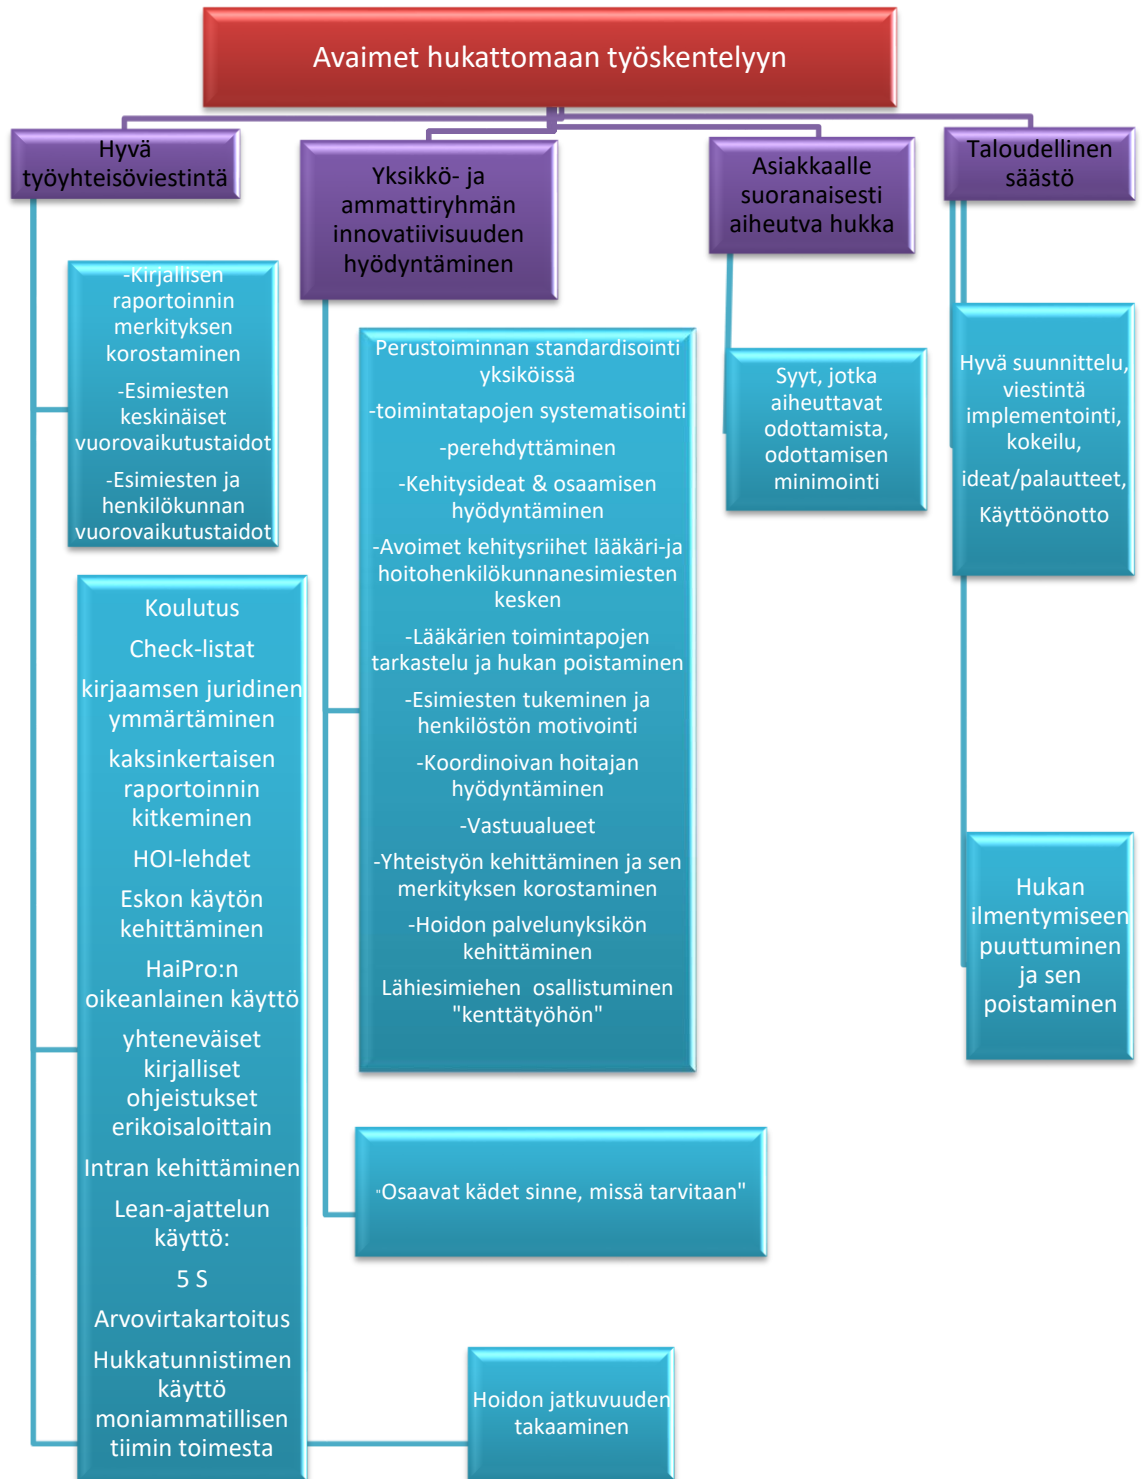 Avaimet hukattomaan työskentelyyn
Hyvä
työyhteisöviestintä
-Kirjallisen
raportoinnin
merkityksen
korostaminen
-Esimiesten
keskinäiset
vuorovaikutustaidot
-Esimiesten ja
henkilökunnan
vuorovaikutustaidot
Koulutus
Check-listat
kirjaamsen juridinen
ymmärtäminen
kaksinkertaisen
raportoinnin
kitkeminen
HOI-lehdet
Eskon käytön
kehittäminen
HaiPro:n
oikeanlainen käyttö
yhteneväiset
kirjalliset
ohjeistukset
erikoisaloittain
Intran kehittäminen
Lean-ajattelun
käyttö:
5 S
Arvovirtakartoitus
Hukkatunnistimen
käyttö
moniammatillisen
tiimin toimesta
Hoidon jatkuvuuden
takaaminen
Yksikkö- ja
ammattiryhmän
innovatiivisuuden
hyödyntäminen
Perustoiminnan standardisointi
yksiköissä
-toimintatapojen systematisointi
-perehdyttäminen
-Kehitysideat & osaamisen
hyödyntäminen
-Avoimet kehitysriihet lääkäri-ja
hoitohenkilökunnanesimiesten
kesken
-Lääkärien toimintapojen
tarkastelu ja hukan poistaminen
-Esimiesten tukeminen ja
henkilöstön motivointi
-Koordinoivan hoitajan
hyödyntäminen
-Vastuualueet
-Yhteistyön kehittäminen ja sen
merkityksen korostaminen
-Hoidon palvelunyksikön
kehittäminen
Lähiesimiehen osallistuminen
"kenttätyöhön"
"Osaavat kädet sinne, missä tarvitaan"
Asiakkaalle
suoranaisesti
aiheutva hukka
Syyt, jotka
aiheuttavat
odottamista,
odottamisen
minimointi
Taloudellinen
säästö
Hyvä suunnittelu,
viestintä
implementointi,
kokeilu,
ideat/palautteet,
Käyttöönotto
Hukan
ilmentymiseen
puuttuminen
ja sen
poistaminen